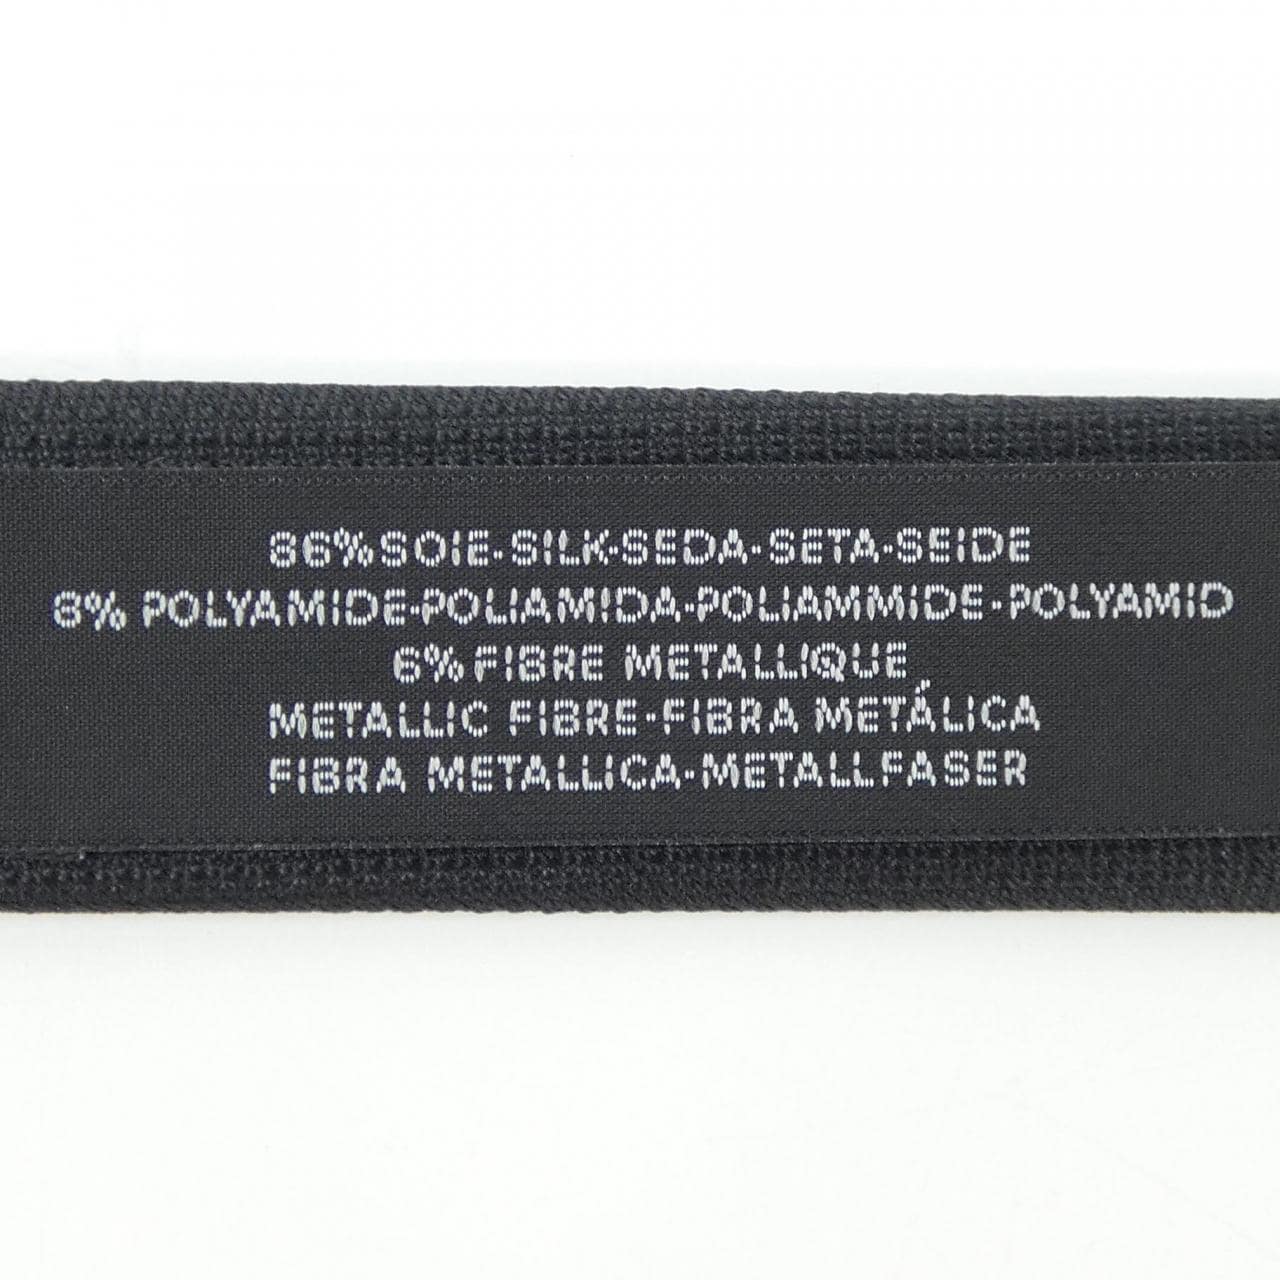 86% SOIE-SILK-SEDA-SETA-SEIDE
8% POLYAMIDE-POLIAMIDA-POLIAMMIDE-POLYAMID
6% FIBRE METALLIQUE
METALLIC FIBRE-FIBRA METÁLICA
FIBRA METALLICA-METALLFASER